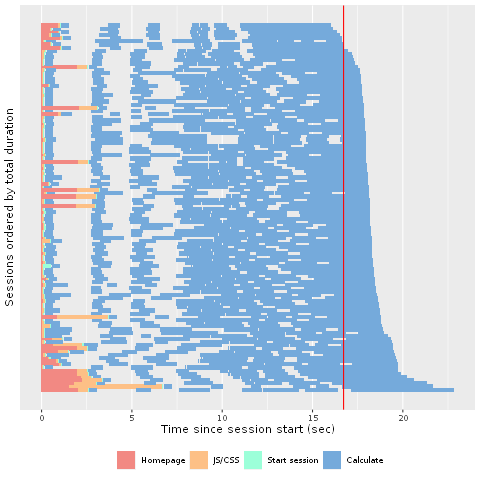 Sessions ordered by total duration
0 5 10 15 20
Time since session start (sec)
Homepage JS/CSS Start session Calculate